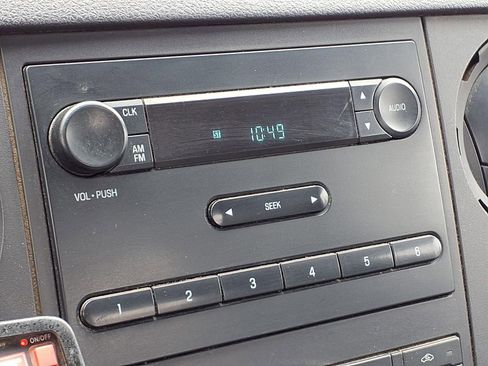 CLK
10:49
AUDIO
AM
FM
VOL • PUSH
SEEK
1 2 3 4 5 6
ON/OFF